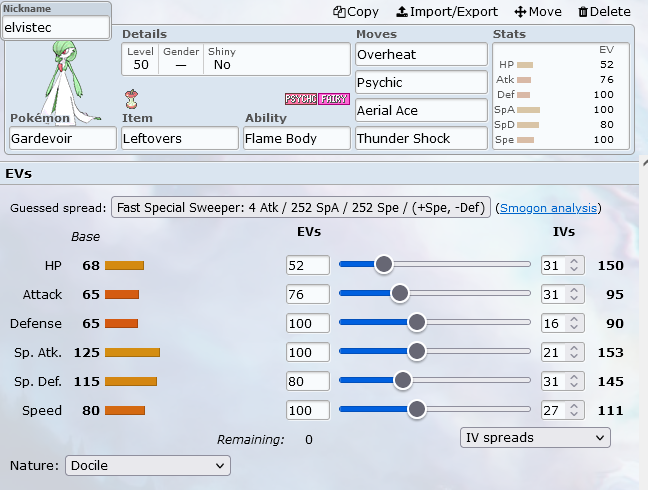 Nickname
elvistec
Copy Import/Export Move Delete
Details
Level Gender Shiny
50 — No
PSYCHC FAIRY
Pokémon
Gardevoir
Item
Leftovers
Ability
Flame Body
Moves
Overheat
Psychic
Aerial Ace
Thunder Shock
Stats
EV
HP 52
Atk 76
Def 100
SpA 100
SpD 80
Spe 100
EVs
Guessed spread: Fast Special Sweeper: 4 Atk / 252 SpA / 252 Spe / (+Spe, -Def) (Smogon analysis)
Base EVs IVs
HP 68 52 31 150
Attack 65 76 31 95
Defense 65 100 16 90
Sp. Atk. 125 100 21 153
Sp. Def. 115 80 31 145
Speed 80 100 27 111
Remaining: 0 IV spreads
Nature: Docile